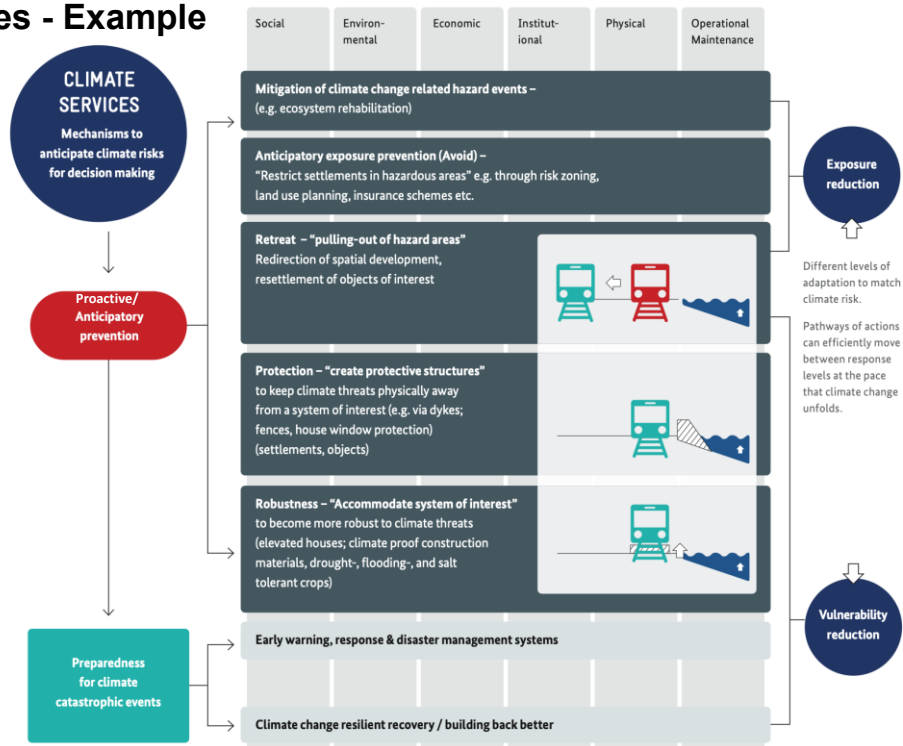 es - Example
Social
Environ-
mental
Economic
Institut-
ional
Physical
Operational
Maintenance
CLIMATE
SERVICES
Mechanisms to
anticipate climate risks
for decision making
Mitigation of climate change related hazard events –
(e.g. ecosystem rehabilitation)
Anticipatory exposure prevention (Avoid) –
“Restrict settlements in hazardous areas” e.g. through risk zoning,
land use planning, insurance schemes etc.
Exposure
reduction
Retreat – “pulling-out of hazard areas”
Redirection of spatial development,
resettlement of objects of interest
Different levels of
adaptation to match
climate risk.
Pathways of actions
can efficiently move
between response
levels at the pace
that climate change
unfolds.
Proactive/
Anticipatory
prevention
Protection – “create protective structures”
to keep climate threats physically away
from a system of interest (e.g. via dykes;
fences, house window protection)
(settlements, objects)
Robustness – “Accommodate system of interest”
to become more robust to climate threats
(elevated houses; climate proof construction
materials, drought-, flooding-, and salt
tolerant crops)
Vulnerability
reduction
Preparedness
for climate
catastrophic events
Early warning, response & disaster management systems
Climate change resilient recovery / building back better